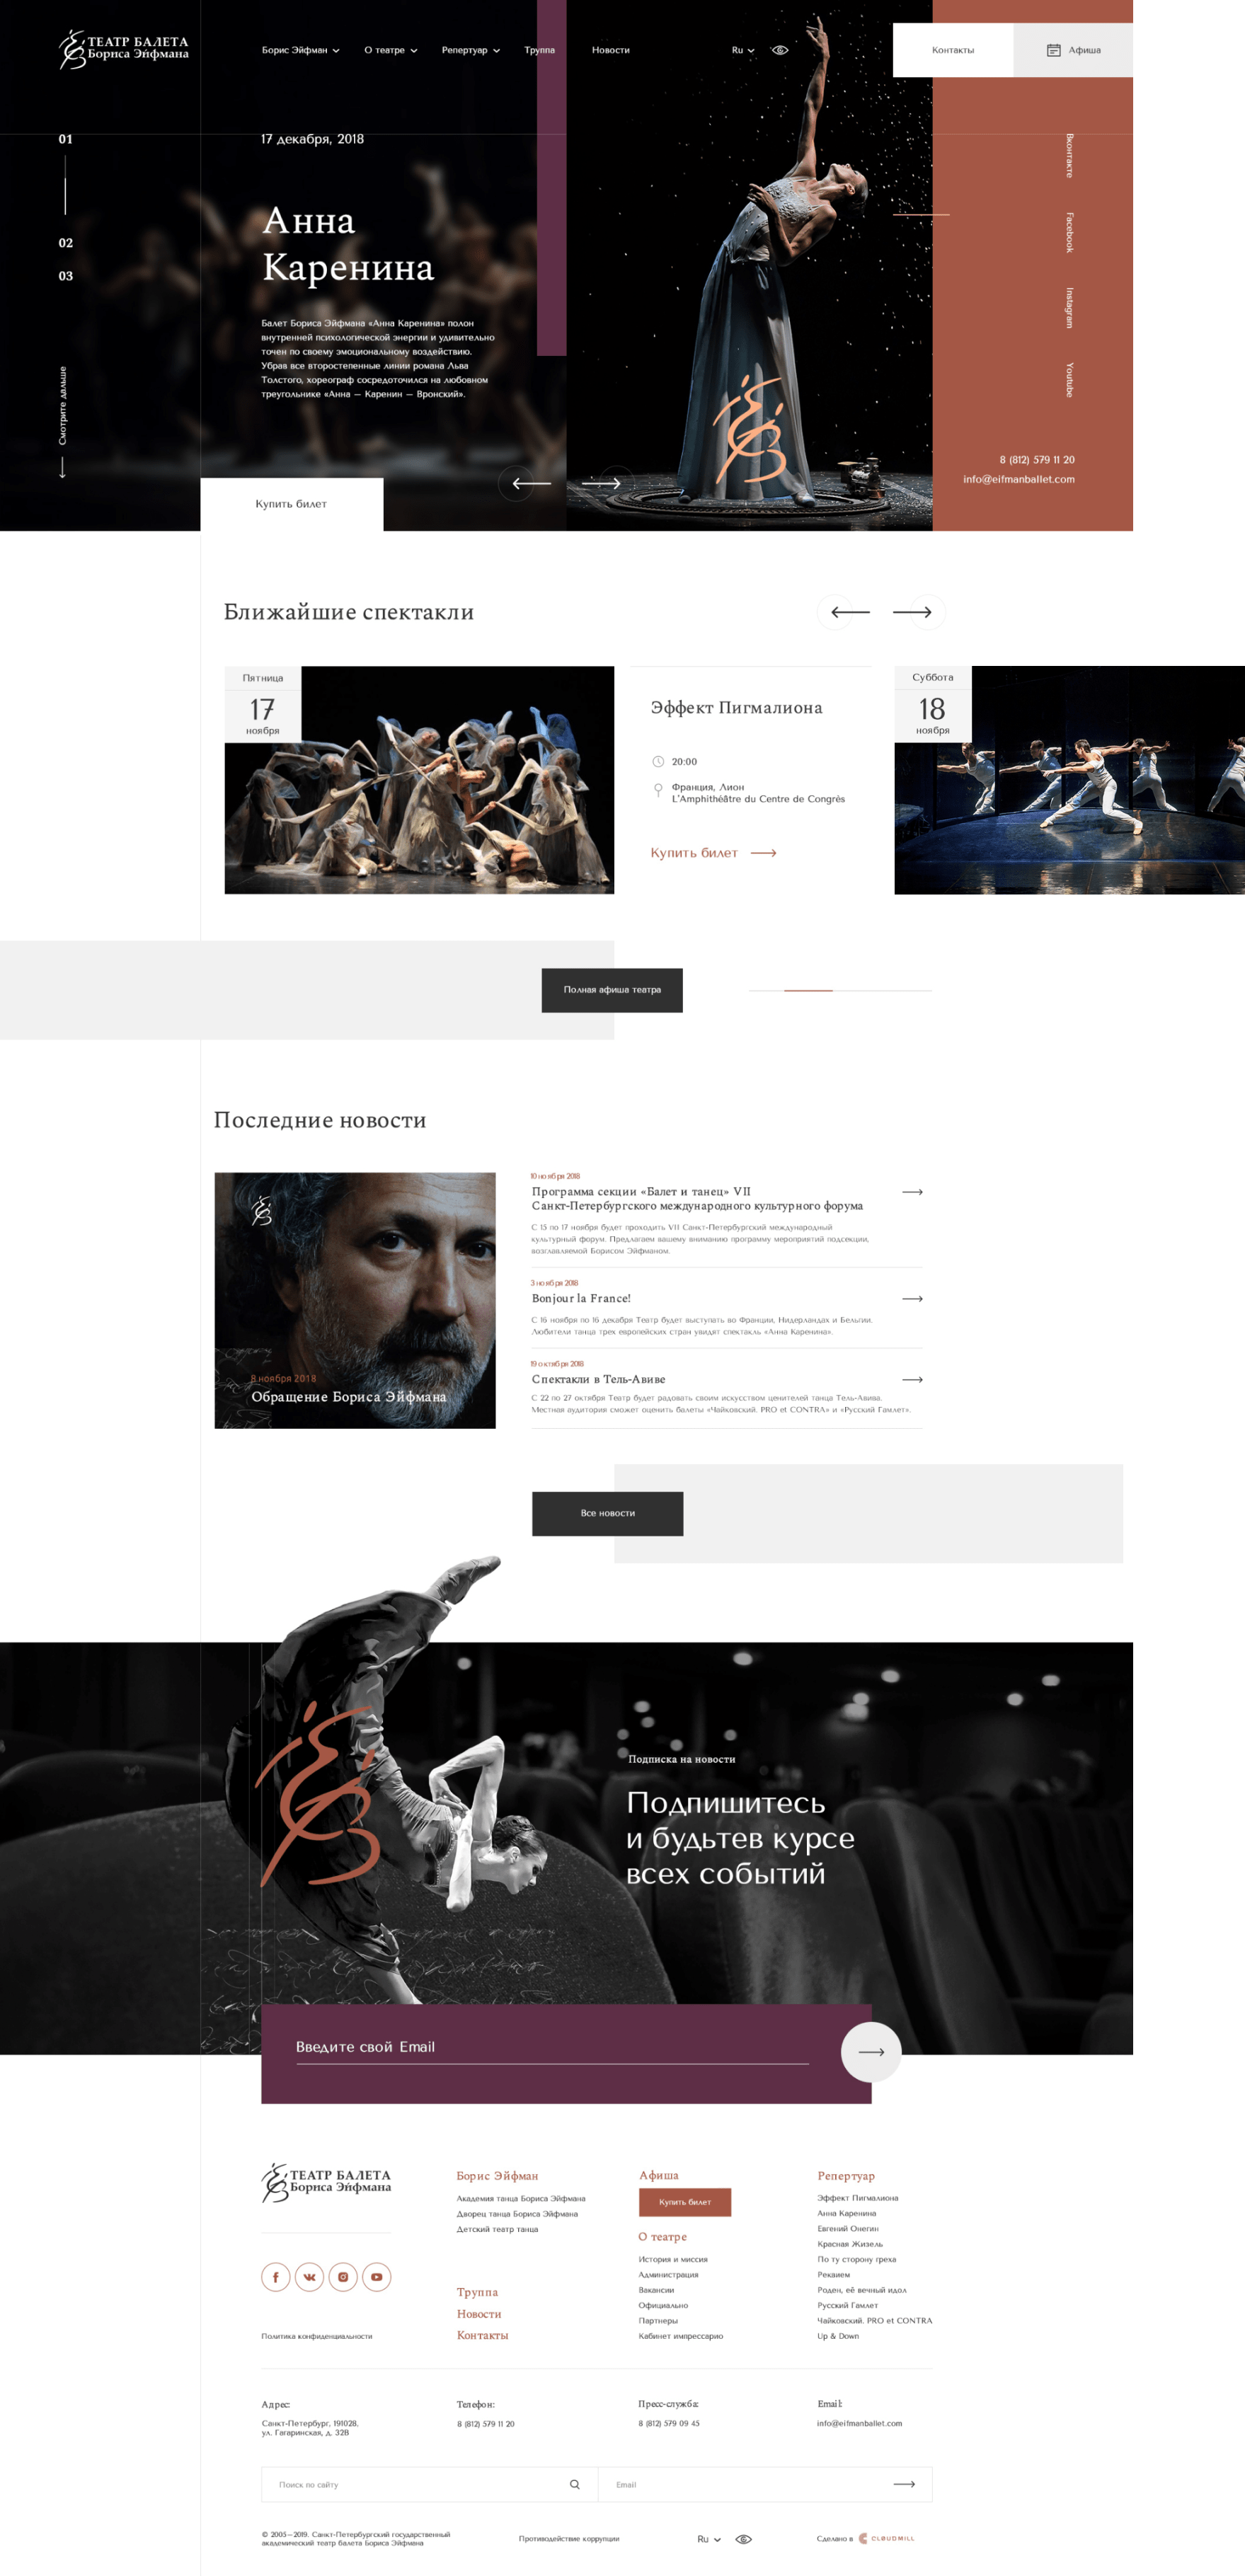 ТЕАТР БАЛЕТА
Бориса Эйфмана
Борис Эйфман
О театре
Репертуар
Труппа
Новости
Ru
Контакты
Афиша
01
02
03
Смотрите дальше
17 декабря, 2018
Анна
Каренина
Балет Бориса Эйфмана «Анна Каренина» полон
внутренней психологической энергии и удивительно
точен по своему эмоциональному воздействию.
Убрав все второстепенные линии романа Льва
Толстого, хореограф сосредоточился на любовном
треугольнике «Анна — Каренин — Вронский».
Купить билет
Вконтакте
Facebook
Instagram
Youtube
8 (812) 579 11 20
info@eifmanballet.com
Ближайшие спектакли
Пятница
17
ноября
Эффект Пигмалиона
20:00
Франция, Лион
L'Amphithéâtre du Centre de Congrès
Купить билет
Суббота
18
ноября
Полная афиша театра
Последние новости
8 ноября 2018
Обращение Бориса Эйфмана
10 ноября 2018
Программа секции «Балет и танец» VII
Санкт-Петербургского международного культурного форума
С 15 по 17 ноября будет проходить VII Санкт-Петербургский международный
культурный форум. Предлагаем вашему вниманию программу мероприятий подсекции,
возглавляемой Борисом Эйфманом.
3 ноября 2018
Bonjour la France!
С 16 ноября по 16 декабря Театр будет выступать во Франции, Нидерландах и Бельгии.
Любители танца трех европейских стран увидят спектакль «Анна Каренина».
19 октября 2018
Спектакли в Тель-Авиве
С 22 по 27 октября Театр будет радовать своим искусством ценителей танца Тель-Авива.
Местная аудитория сможет оценить балеты «Чайковский. PRO et CONTRA» и «Русский Гамлет».
Все новости
Подписка на новости
Подпишитесь
и будьтев курсе
всех событий
Введите свой Email
ТЕАТР БАЛЕТА
Бориса Эйфмана
Политика конфиденциальности
Борис Эйфман
Академия танца Бориса Эйфмана
Дворец танца Бориса Эйфмана
Детский театр танца
Труппа
Новости
Контакты
Афиша
Купить билет
О театре
История и миссия
Администрация
Вакансии
Официально
Партнеры
Кабинет импрессарио
Репертуар
Эффект Пигмалиона
Анна Каренина
Евгений Онегин
Красная Жизель
По ту сторону греха
Реквием
Роден, её вечный идол
Русский Гамлет
Чайковский. PRO et CONTRA
Up & Down
Адрес:
Санкт-Петербург, 191028,
ул. Гагаринская, д. 32В
Телефон:
8 (812) 579 11 20
Пресс-служба:
8 (812) 579 09 45
Email:
info@eifmanballet.com
Поиск по сайту
Email
© 2005—2019. Санкт-Петербургский государственный
академический театр балета Бориса Эйфмана
Противодействие коррупции
Ru
Сделано в CLOUDMILL